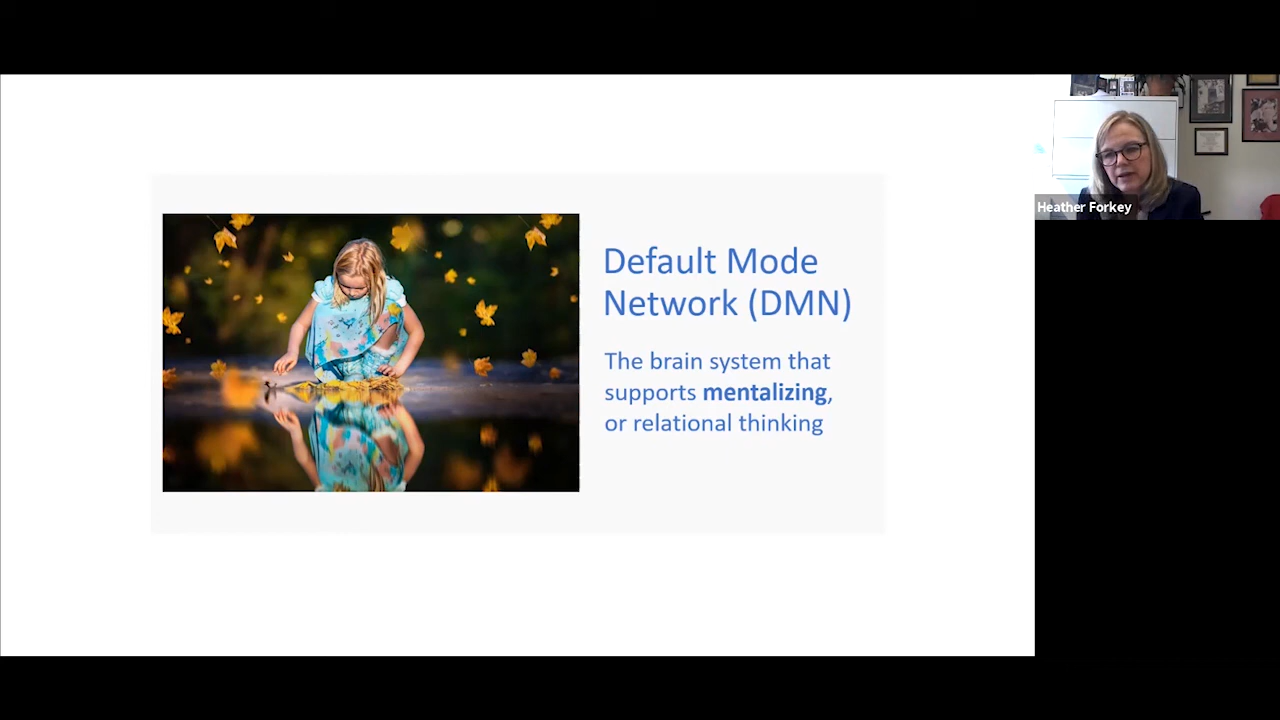 Default Mode
Network (DMN)
The brain system that
supports mentalizing,
or relational thinking
Heather Forkey